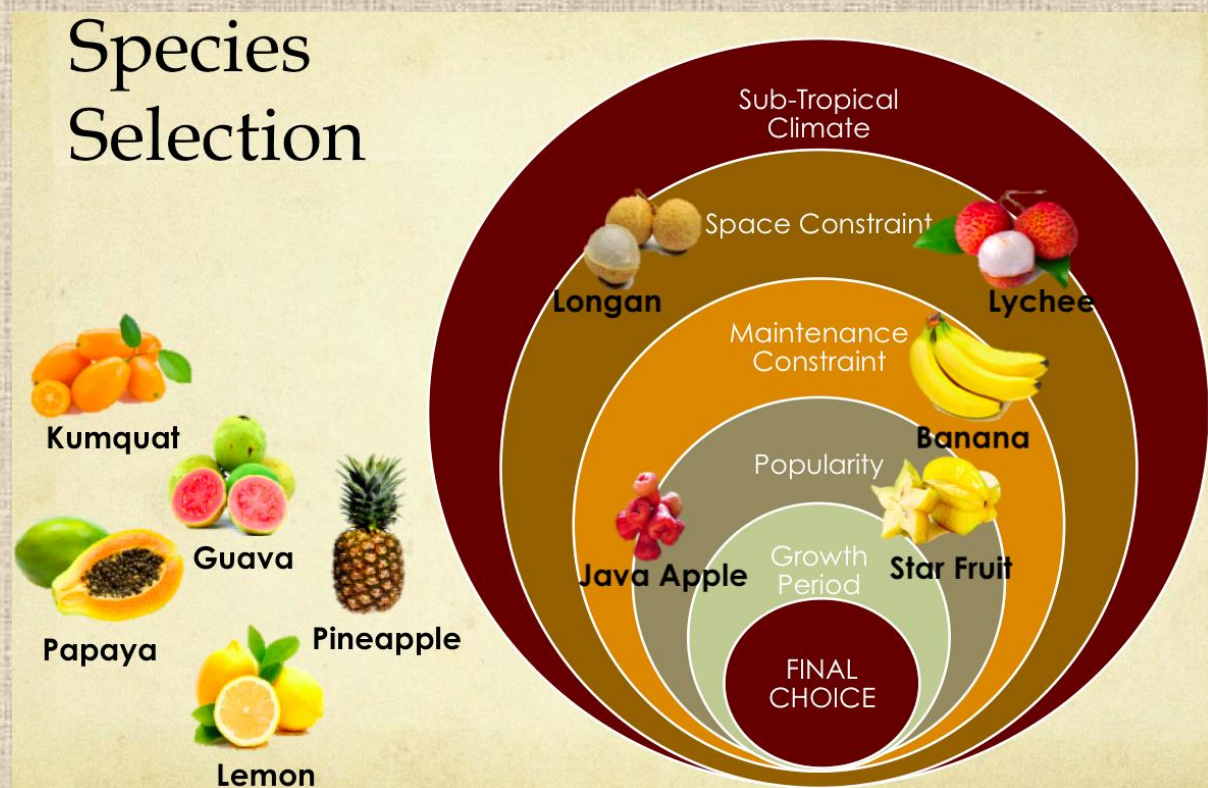 Species
Selection
Sub-Tropical
Climate
Space Constraint
Longan
Lychee
Maintenance
Constraint
Kumquat
Banana
Popularity
Guava
Growth
Period
Java Apple
Star Fruit
Papaya
Pineapple
FINAL
CHOICE
Lemon